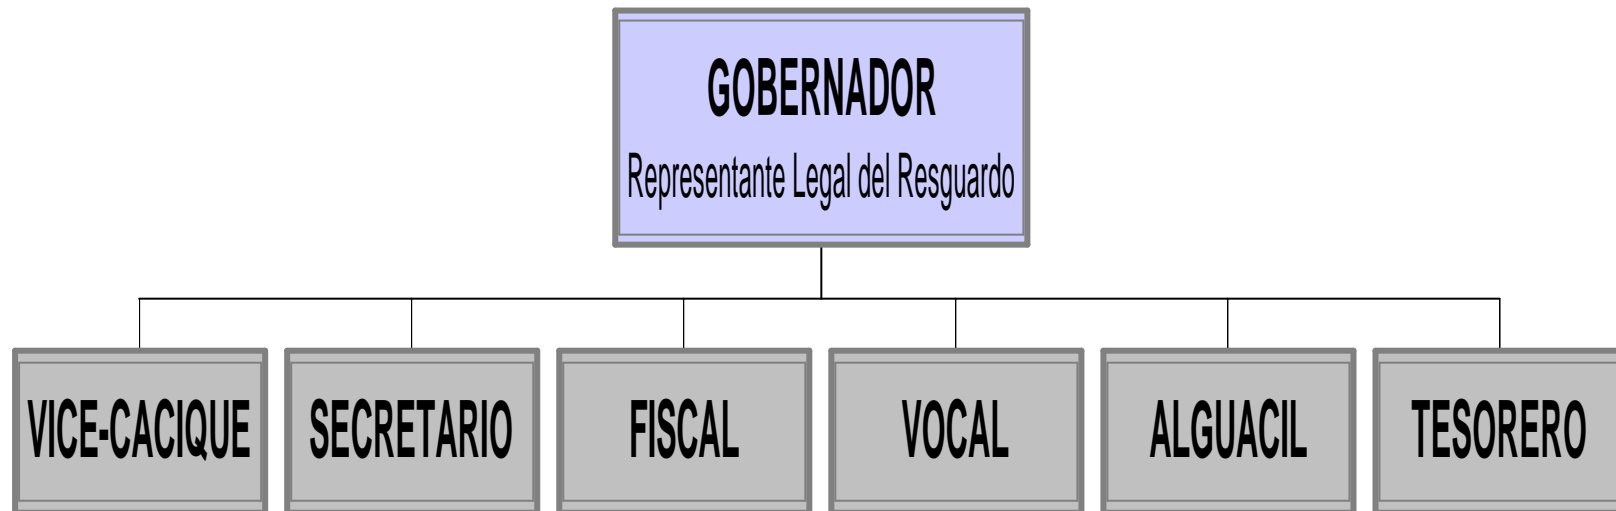 GOBERNADOR
Representante Legal del Resguardo
VICE-CACIQUE
SECRETARIO
FISCAL
VOCAL
ALGUACIL
TESORERO